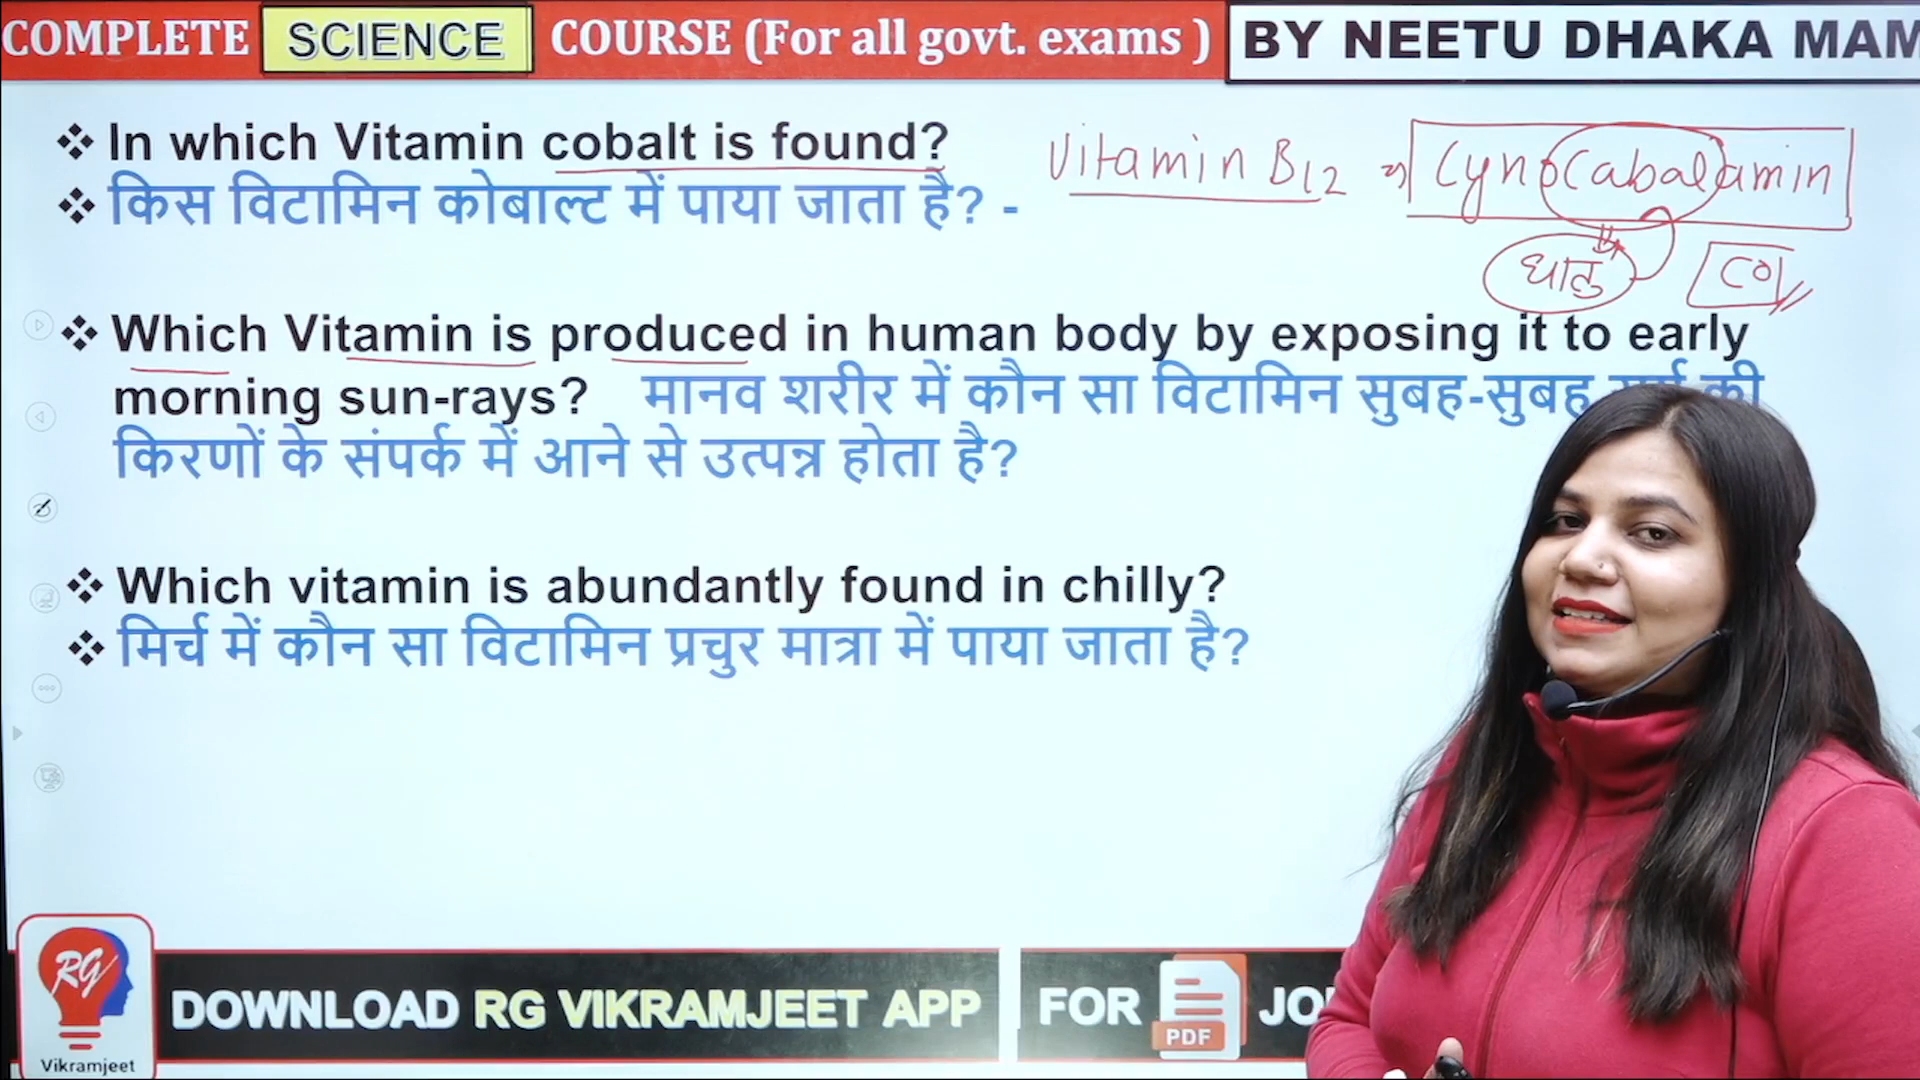 COMPLETE SCIENCE COURSE (For all govt. exams ) BY NEETU DHAKA MAM
❖ In which Vitamin cobalt is found? Vitamin B12 ⇒ Cynocabalamin
❖ किस विटामिन कोबाल्ट में पाया जाता है? -
धातु CO
❖ Which Vitamin is produced in human body by exposing it to early
morning sun-rays? मानव शरीर में कौन सा विटामिन सुबह-सुबह की
किरणों के संपर्क में आने से उत्पन्न होता है?
❖ Which vitamin is abundantly found in chilly?
❖ मिर्च में कौन सा विटामिन प्रचुर मात्रा में पाया जाता है?
RG
Vikramjeet
DOWNLOAD RG VIKRAMJEET APP FOR PDF